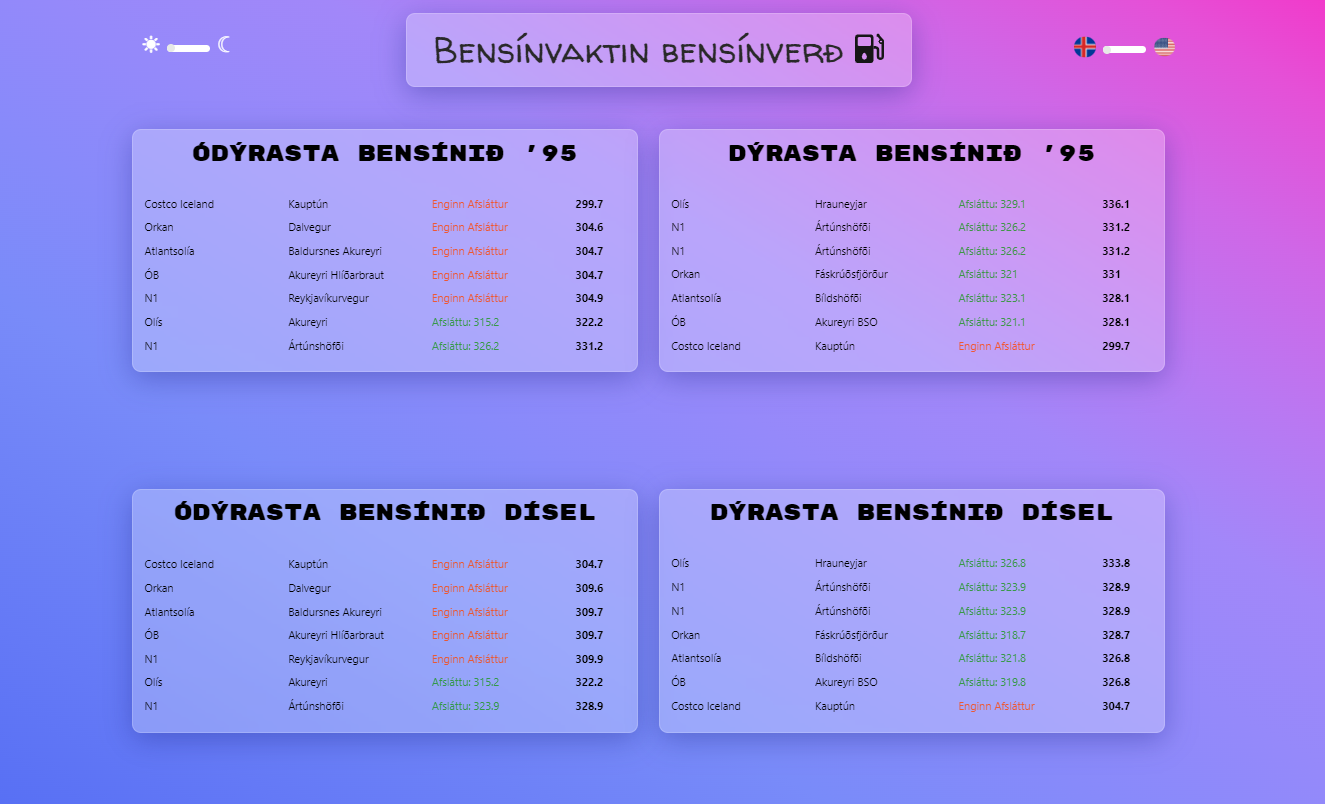 Bensínvaktin bensínverð
ÓDÝRASTA BENSÍNIÐ '95
Costco Iceland Kauptún Enginn Afsláttur 299.7
Orkan Dalvegur Enginn Afsláttur 304.6
Atlantsolía Baldursnes Akureyri Enginn Afsláttur 304.7
ÓB Akureyri Hlíðarbraut Enginn Afsláttur 304.7
N1 Reykjavíkurvegur Enginn Afsláttur 304.9
Olís Akureyri Afsláttu: 315.2 322.2
N1 Ártúnshöfði Afsláttu: 326.2 331.2
DÝRASTA BENSÍNIÐ '95
Olís Hrauneyjar Afsláttu: 329.1 336.1
N1 Ártúnshöfði Afsláttu: 326.2 331.2
N1 Ártúnshöfði Afsláttu: 326.2 331.2
Orkan Fáskrúðsfjörður Afsláttu: 321 331
Atlantsolía Bíldshöfði Afsláttu: 323.1 328.1
ÓB Akureyri BSO Afsláttu: 321.1 328.1
Costco Iceland Kauptún Enginn Afsláttur 299.7
ÓDÝRASTA BENSÍNIÐ DÍSEL
Costco Iceland Kauptún Enginn Afsláttur 304.7
Orkan Dalvegur Enginn Afsláttur 309.6
Atlantsolía Baldursnes Akureyri Enginn Afsláttur 309.7
ÓB Akureyri Hlíðarbraut Enginn Afsláttur 309.7
N1 Reykjavíkurvegur Enginn Afsláttur 309.9
Olís Akureyri Afsláttu: 315.2 322.2
N1 Ártúnshöfði Afsláttu: 323.9 328.9
DÝRASTA BENSÍNIÐ DÍSEL
Olís Hrauneyjar Afsláttu: 326.8 333.8
N1 Ártúnshöfði Afsláttu: 323.9 328.9
N1 Ártúnshöfði Afsláttu: 323.9 328.9
Orkan Fáskrúðsfjörður Afsláttu: 318.7 328.7
Atlantsolía Bíldshöfði Afsláttu: 321.8 326.8
ÓB Akureyri BSO Afsláttu: 319.8 326.8
Costco Iceland Kauptún Enginn Afsláttur 304.7